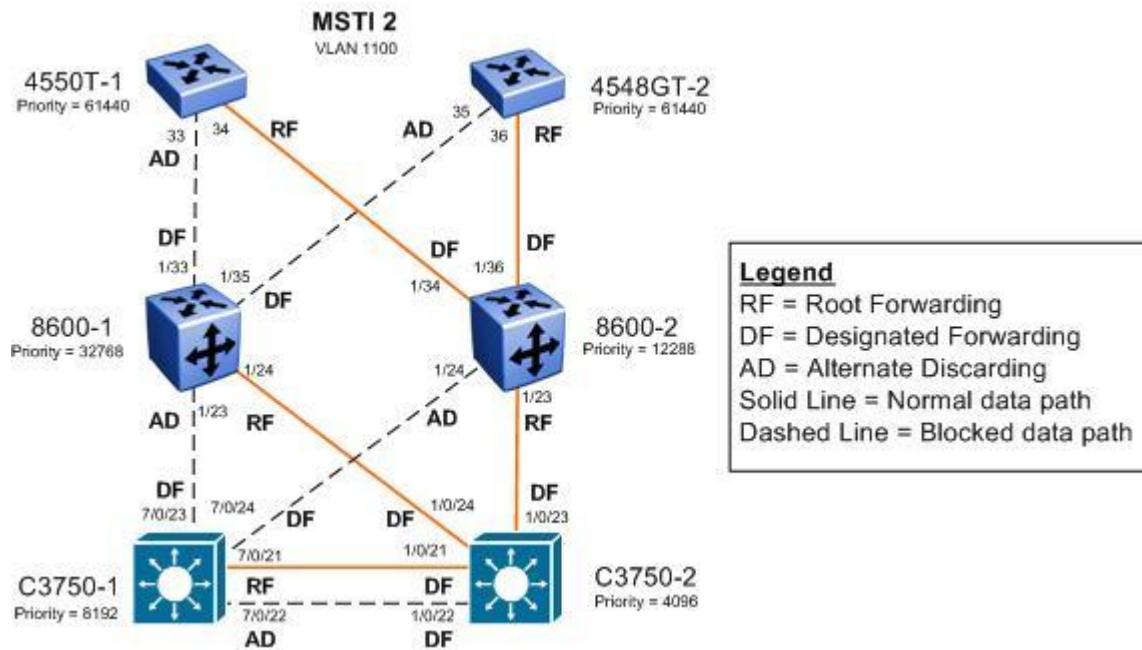 MSTI 2
VLAN 1100
4550T-1
Priority = 61440
4548GT-2
Priority = 61440
33
34
RF
AD
35
AD
36
RF
DF
1/33
1/35
DF
DF
1/34
1/36
DF
8600-1
Priority = 32768
8600-2
Priority = 12288
1/24
1/23
AD
RF
1/24
AD
1/23
RF
DF
7/0/23
7/0/24
DF
1/0/24
DF
DF
1/0/23
7/0/21
1/0/21
C3750-1
Priority = 8192
RF
DF
C3750-2
Priority = 4096
7/0/22
1/0/22
AD
DF
Legend
RF = Root Forwarding
DF = Designated Forwarding
AD = Alternate Discarding
Solid Line = Normal data path
Dashed Line = Blocked data path